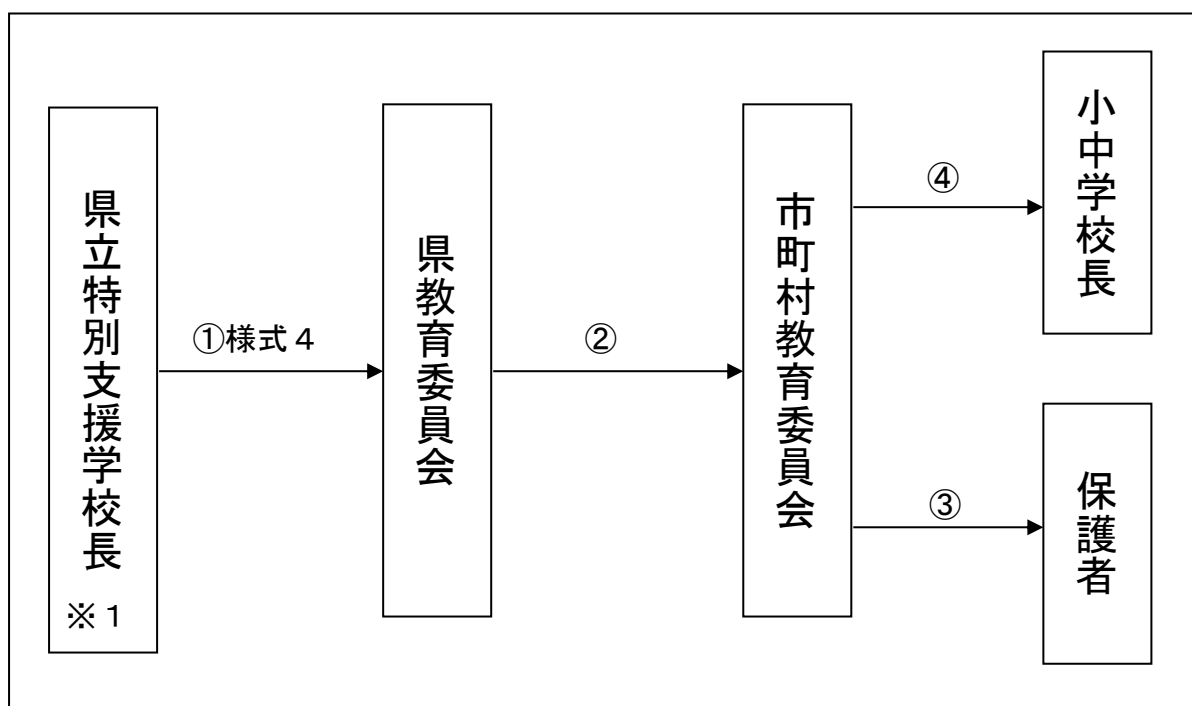 県立特別支援学校長
※１
①様式４
県教育委員会
②
市町村教育委員会
④
小中学校長
③
保護者